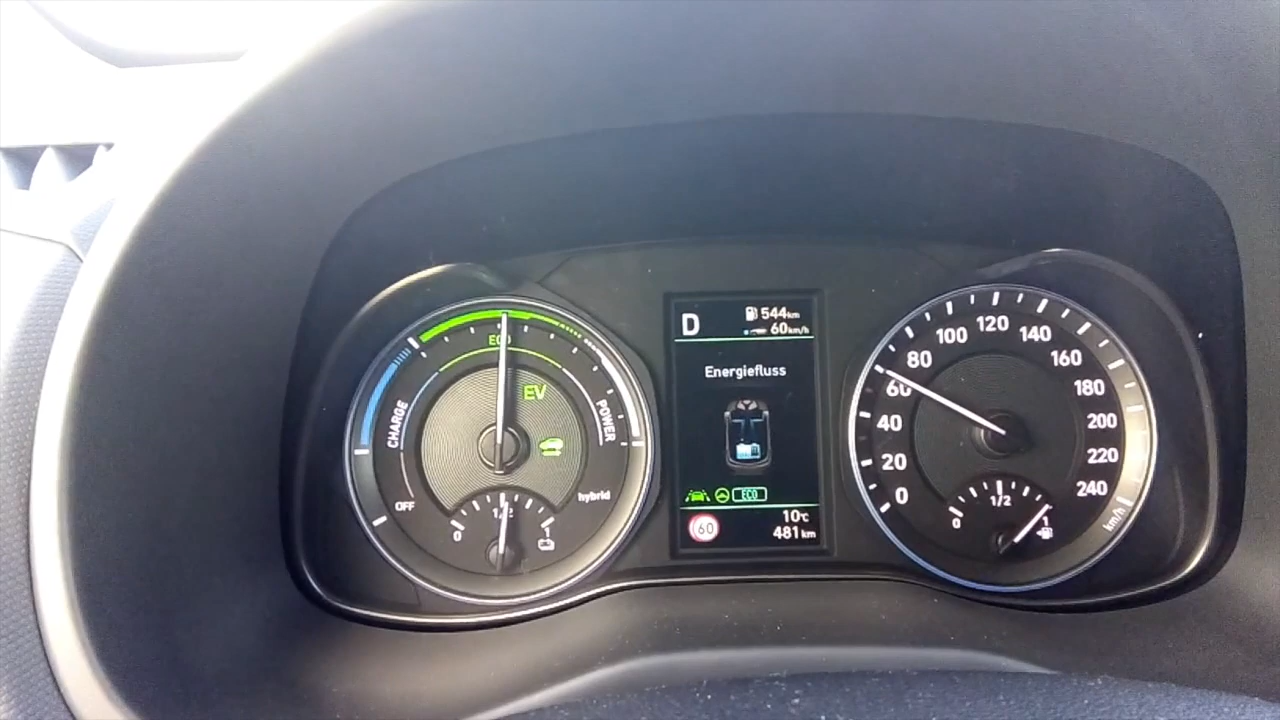 ECO
EV
CHARGE
POWER
OFF
hybrid
0
1/2
1
D
544km
60km/h
Energiefluss
ECO
60
10°C
481km
0
20
40
60
80
100
120
140
160
180
200
220
240
km/h
0
1/2
1